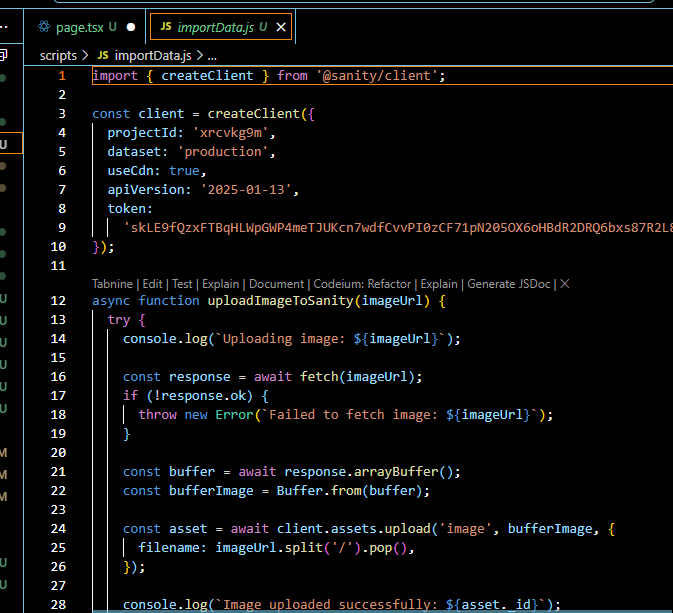 page.tsx U
JS importData.js U
scripts > JS importData.js > ...
1 import { createClient } from '@sanity/client';
2
3 const client = createClient({
4 projectId: 'xrcvkg9m',
5 dataset: 'production',
6 useCdn: true,
7 apiVersion: '2025-01-13',
8 token:
9
10 });
11
Tabnine | Edit | Test | Explain | Document | Codeium: Refactor | Explain | Generate JSDoc | X
12 async function uploadImageToSanity(imageUrl) {
13 try {
14 console.log(`Uploading image: ${imageUrl}`);
15
16 const response = await fetch(imageUrl);
17 if (!response.ok) {
18 throw new Error(`Failed to fetch image: ${imageUrl}`);
19 }
20
21 const buffer = await response.arrayBuffer();
22 const bufferImage = Buffer.from(buffer);
23
24 const asset = await client.assets.upload('image', bufferImage, {
25 filename: imageUrl.split('/').pop(),
26 });
27
28 console.log(`Image uploaded successfully: ${asset._id}`);
U
U
U
U
U
U
U
M
M
M
U
U